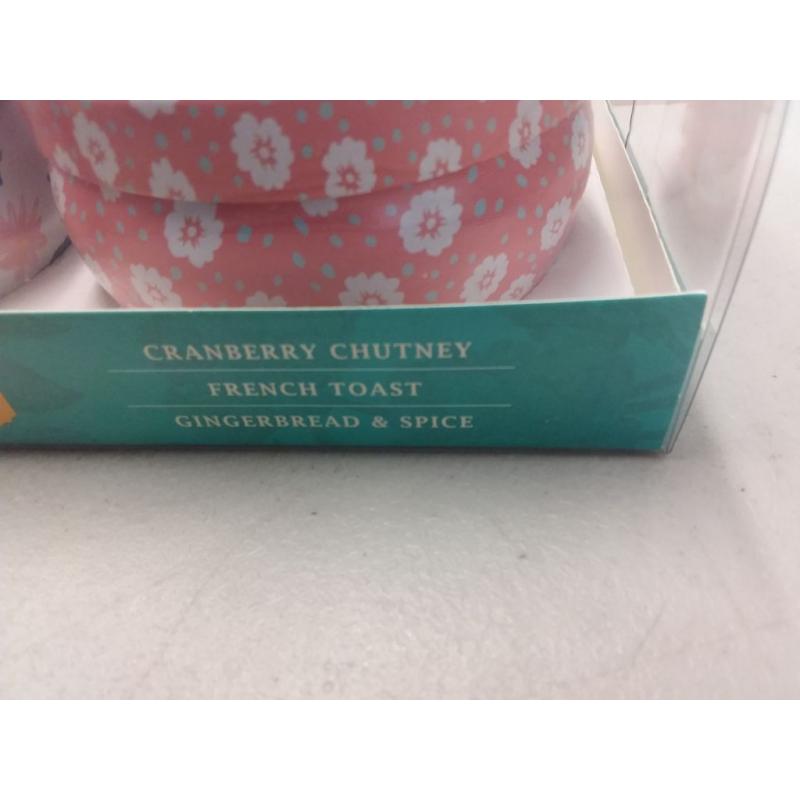 CRANBERRY CHUTNEY
FRENCH TOAST
GINGERBREAD & SPICE